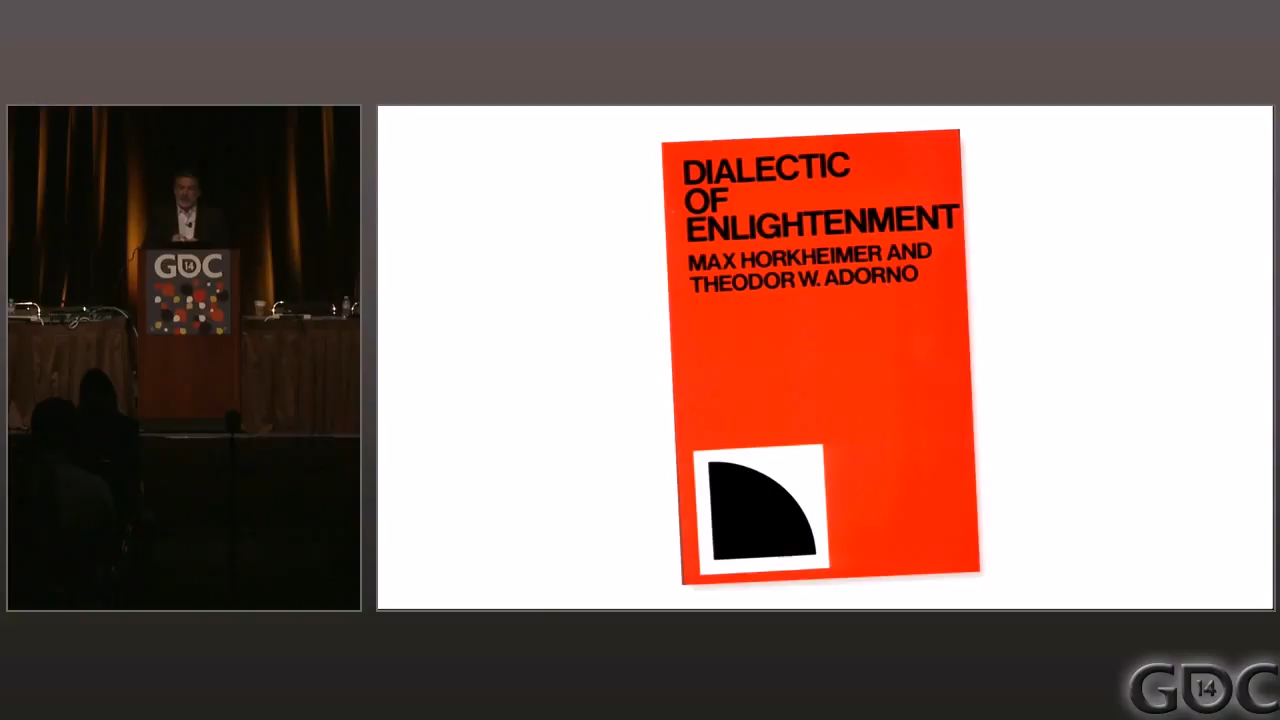 GDC
14
DIALECTIC
OF
ENLIGHTENMENT
MAX HORKHEIMER AND
THEODOR W. ADORNO
GDC
14